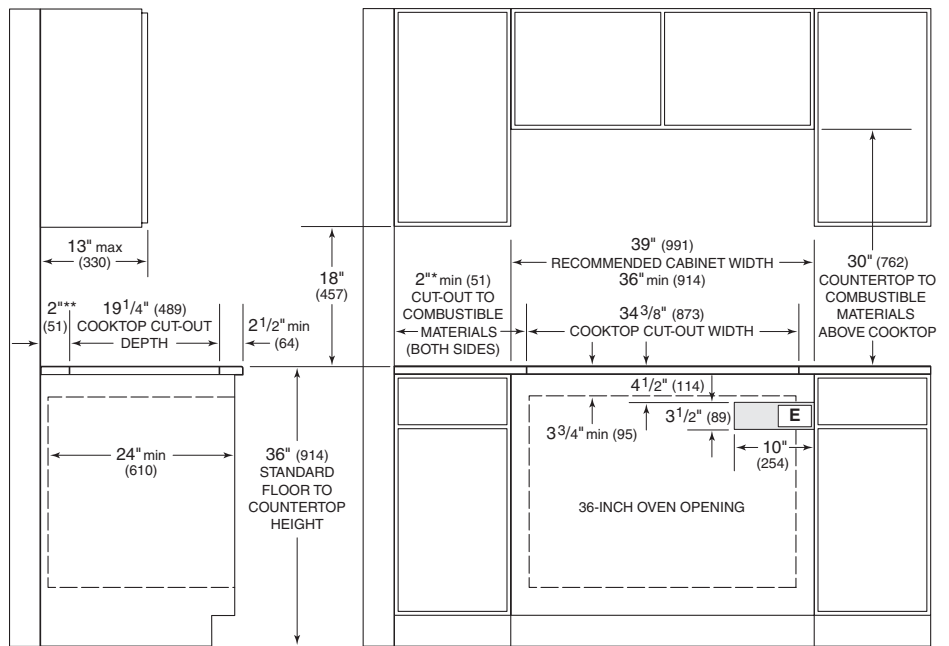 13" max
(330)
2"**
(51)
19 1/4" (489)
COOKTOP CUT-OUT
DEPTH
2 1/2" min
(64)
18"
(457)
24" min
(610)
36" (914)
STANDARD
FLOOR TO
COUNTERTOP
HEIGHT
39" (991)
RECOMMENDED CABINET WIDTH
36" min (914)
2"* min (51)
CUT-OUT TO
COMBUSTIBLE
MATERIALS
(BOTH SIDES)
34 3/8" (873)
COOKTOP CUT-OUT WIDTH
30" (762)
COUNTERTOP TO
COMBUSTIBLE
MATERIALS
ABOVE COOKTOP
4 1/2" (114)
3 1/2" (89)
E
3 3/4" min (95)
10"
(254)
36-INCH OVEN OPENING